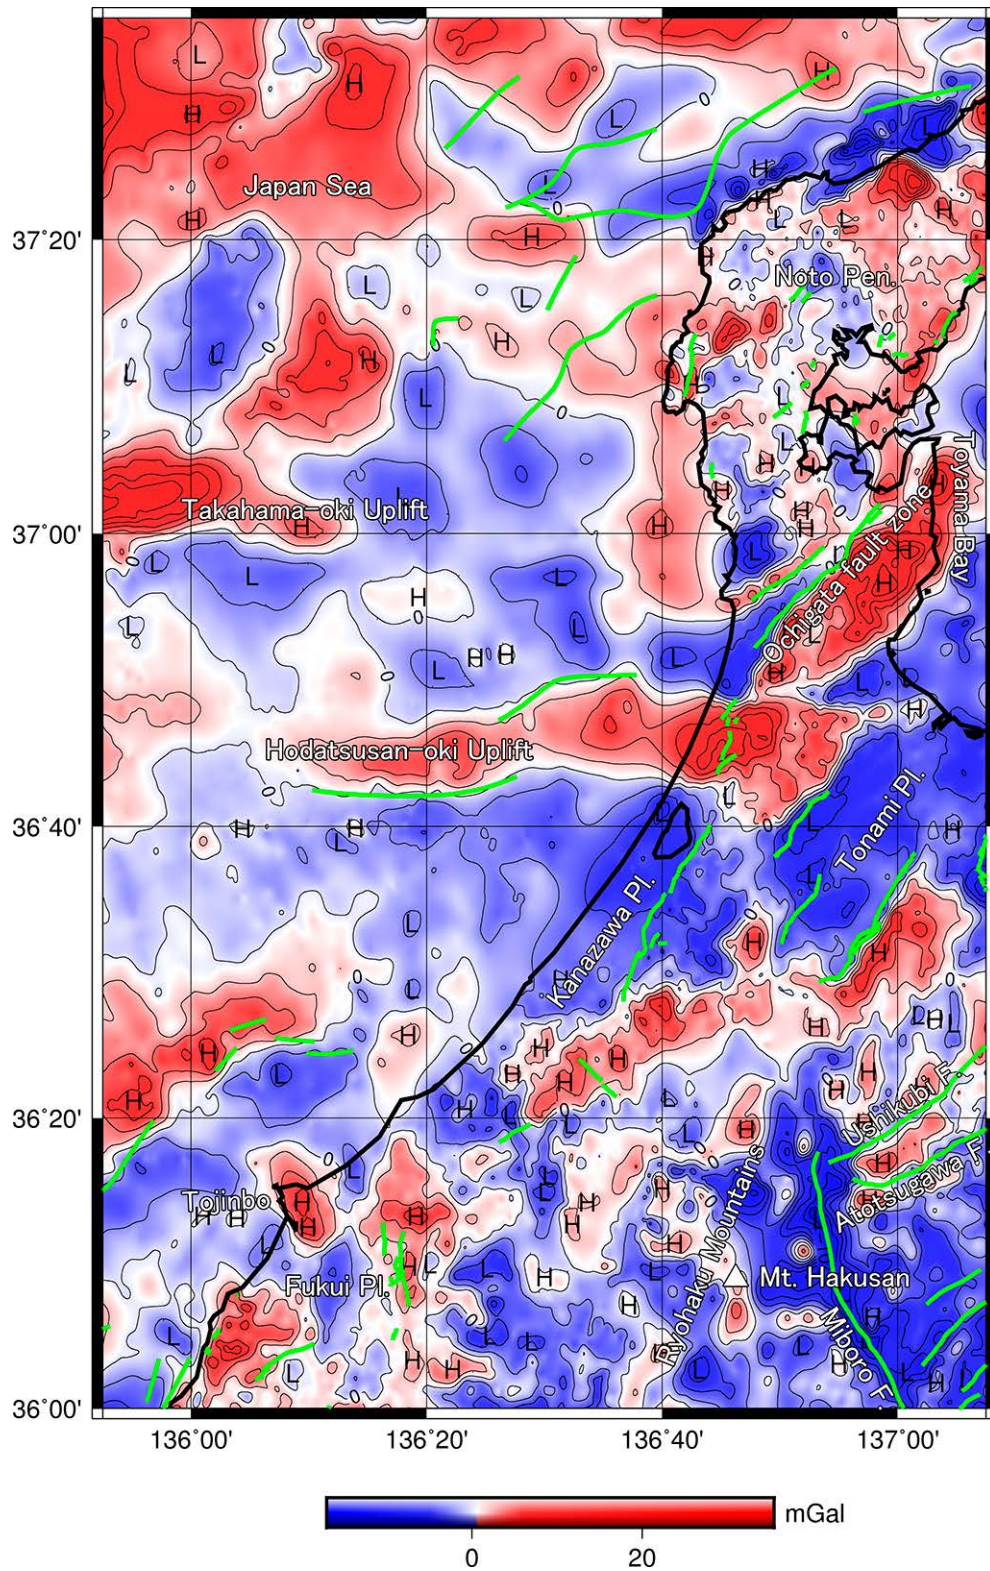 Japan Sea
37°20'
Noto Pen.
Toyama Bay
Takahama-oki Uplift
37°00'
Ochigata fault zone
Hodatsusan-oki Uplift
Tonami Pl.
36°40'
Kanazawa Pl.
36°20'
Ushikubi F.
Atotsugawa F.
Tojinbo
Ryohaku Mountains
Fukui Pl.
Mt. Hakusan
Miboro F.
36°00'
136°00' 136°20' 136°40' 137°00'
mGal
0 20